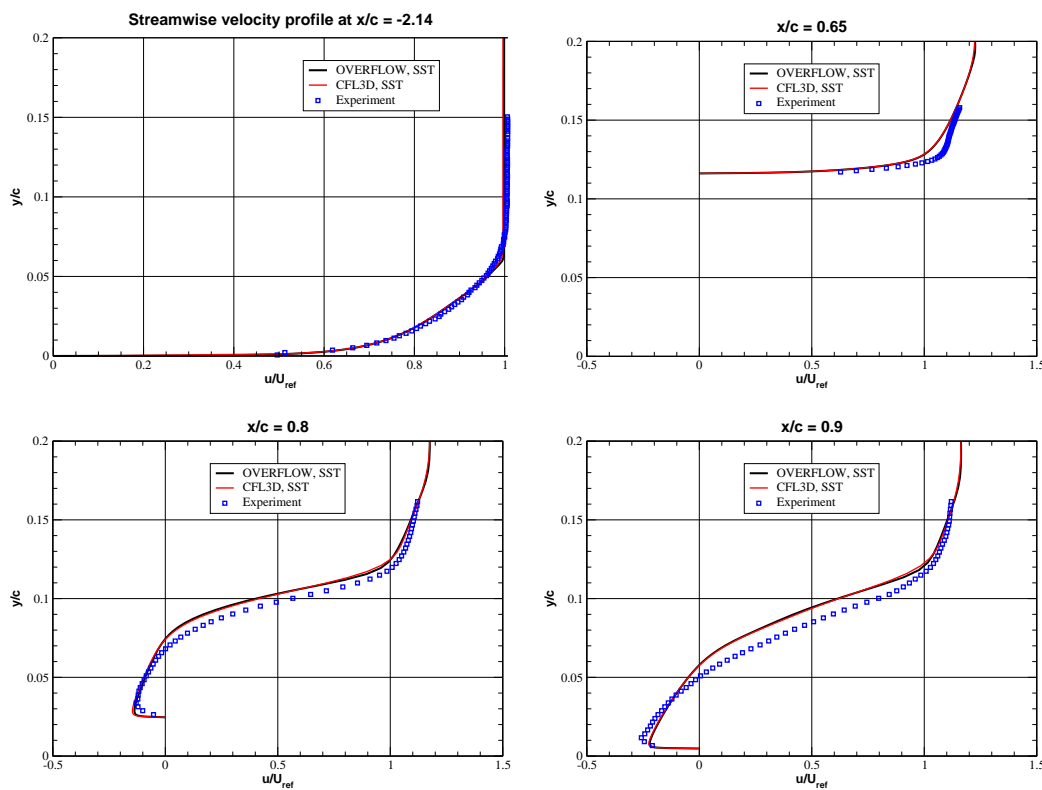 Streamwise velocity profile at x/c = -2.14
OVERFLOW, SST
CFL3D, SST
Experiment
y/c
0.2
0.15
0.1
0.05
0
0 0.2 0.4 0.6 0.8 1
u/Uref
x/c = 0.65
OVERFLOW, SST
CFL3D, SST
Experiment
y/c
0.2
0.15
0.1
0.05
0
-0.5 0 0.5 1 1.5
u/Uref
x/c = 0.8
OVERFLOW, SST
CFL3D, SST
Experiment
y/c
0.2
0.15
0.1
0.05
0
-0.5 0 0.5 1 1.5
u/Uref
x/c = 0.9
OVERFLOW, SST
CFL3D, SST
Experiment
y/c
0.2
0.15
0.1
0.05
0
-0.5 0 0.5 1 1.5
u/Uref